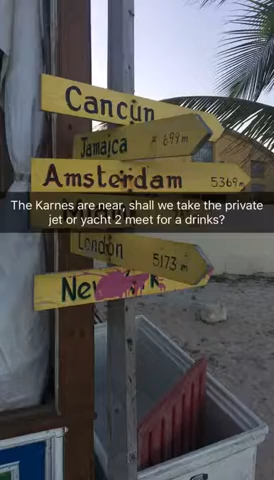 Cancun
Jamaica 699 m
Amsterdam 5369 m
The Karnes are near, shall we take the private
jet or yacht 2 meet for a drinks?
London 5173 m
Ne